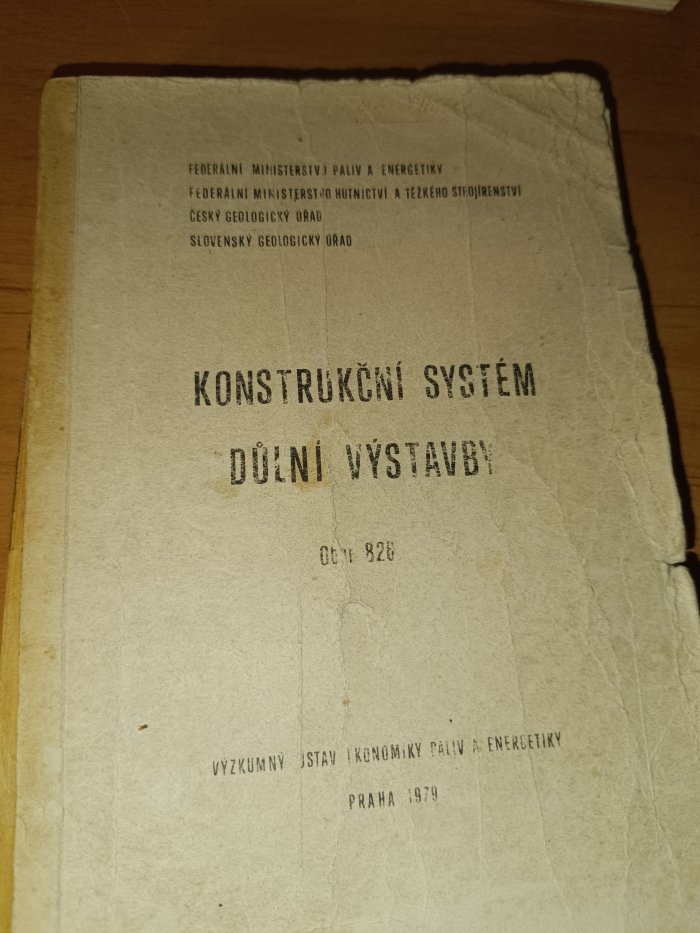 FEDERÁLNÍ MINISTERSTVO PALIV A ENERGETIKY
FEDERÁLNÍ MINISTERSTVO HUTNICTVÍ A TĚŽKÉHO STROJÍRENSTVÍ
ČESKÝ GEOLOGICKÝ ÚŘAD
SLOVENSKÝ GEOLOGICKÝ ÚŘAD
KONSTRUKČNÍ SYSTÉM
DŮLNÍ VÝSTAVBY
Obor 826
VÝZKUMNÝ ÚSTAV EKONOMIKY PALIV A ENERGETIKY
PRAHA 1979